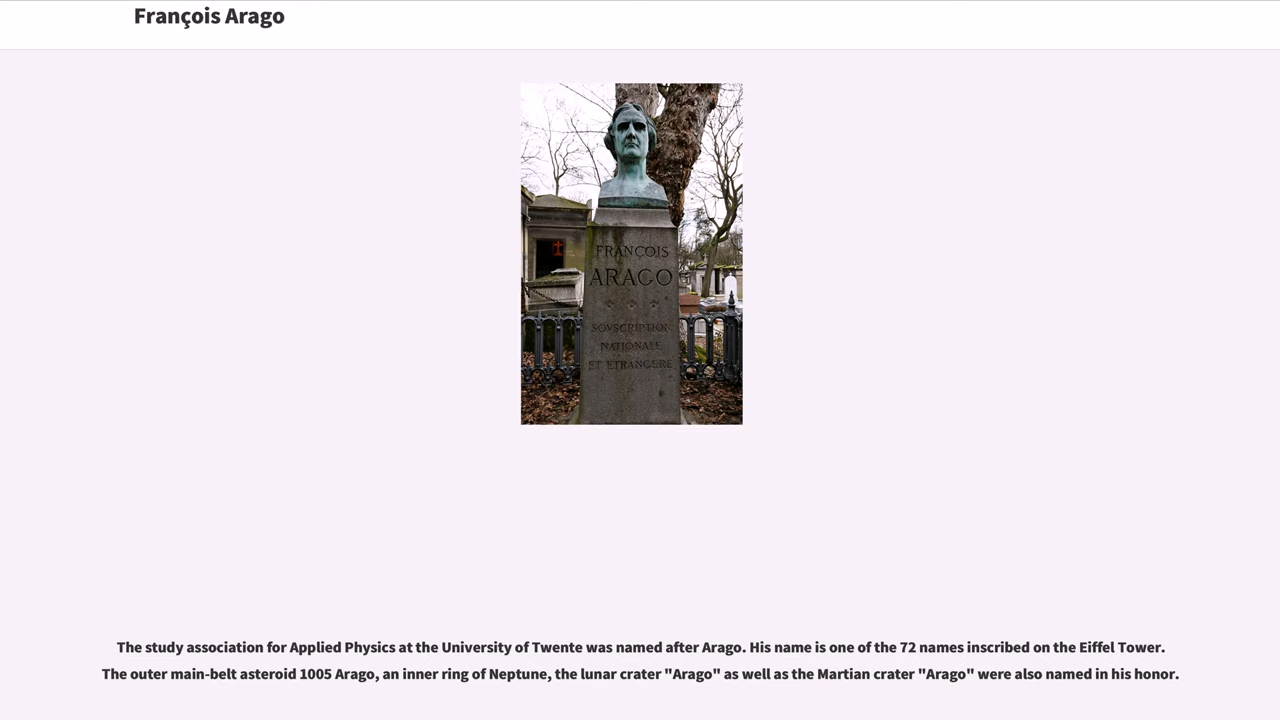 François Arago
FRANÇOIS
ARAGO
SOVSCRIPTION
NATIONALE
ET ETRANGERE
The study association for Applied Physics at the University of Twente was named after Arago. His name is one of the 72 names inscribed on the Eiffel Tower.
The outer main-belt asteroid 1005 Arago, an inner ring of Neptune, the lunar crater "Arago" as well as the Martian crater "Arago" were also named in his honor.